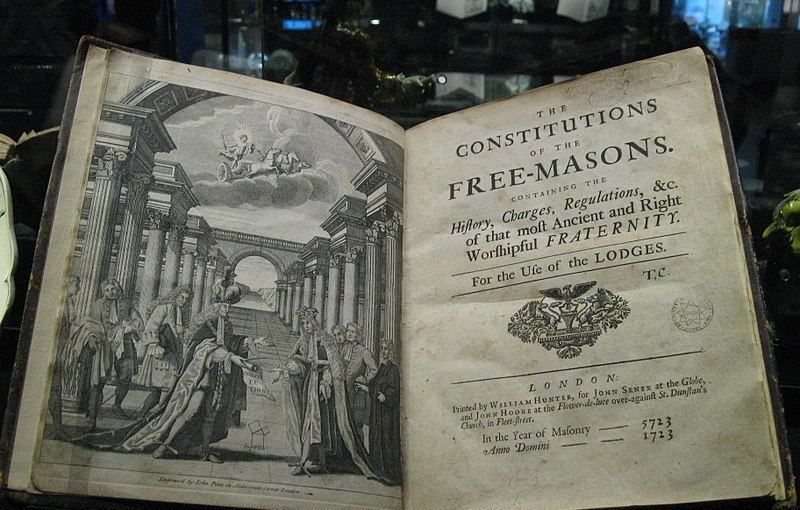 Engrav'd by John Pine in Aldersgate Street London
THE
CONSTITUTIONS
OF THE
FREE-MASONS.
CONTAINING THE
Hiſtory, Charges, Regulations, &c.
of that moſt Ancient and Right
Worſhipful FRATERNITY.
For the Uſe of the LODGES.
T,C.
LONDON:
Printed by WILLIAM HUNTER, for JOHN SENEX at the Globe,
and JOHN HOOKE at the Flower-de-luce over-againſt St. Dunſtan's
Church, in Fleet-ſtreet.
In the Year of Masonry —— 5723
Anno Domini —— —— 1723